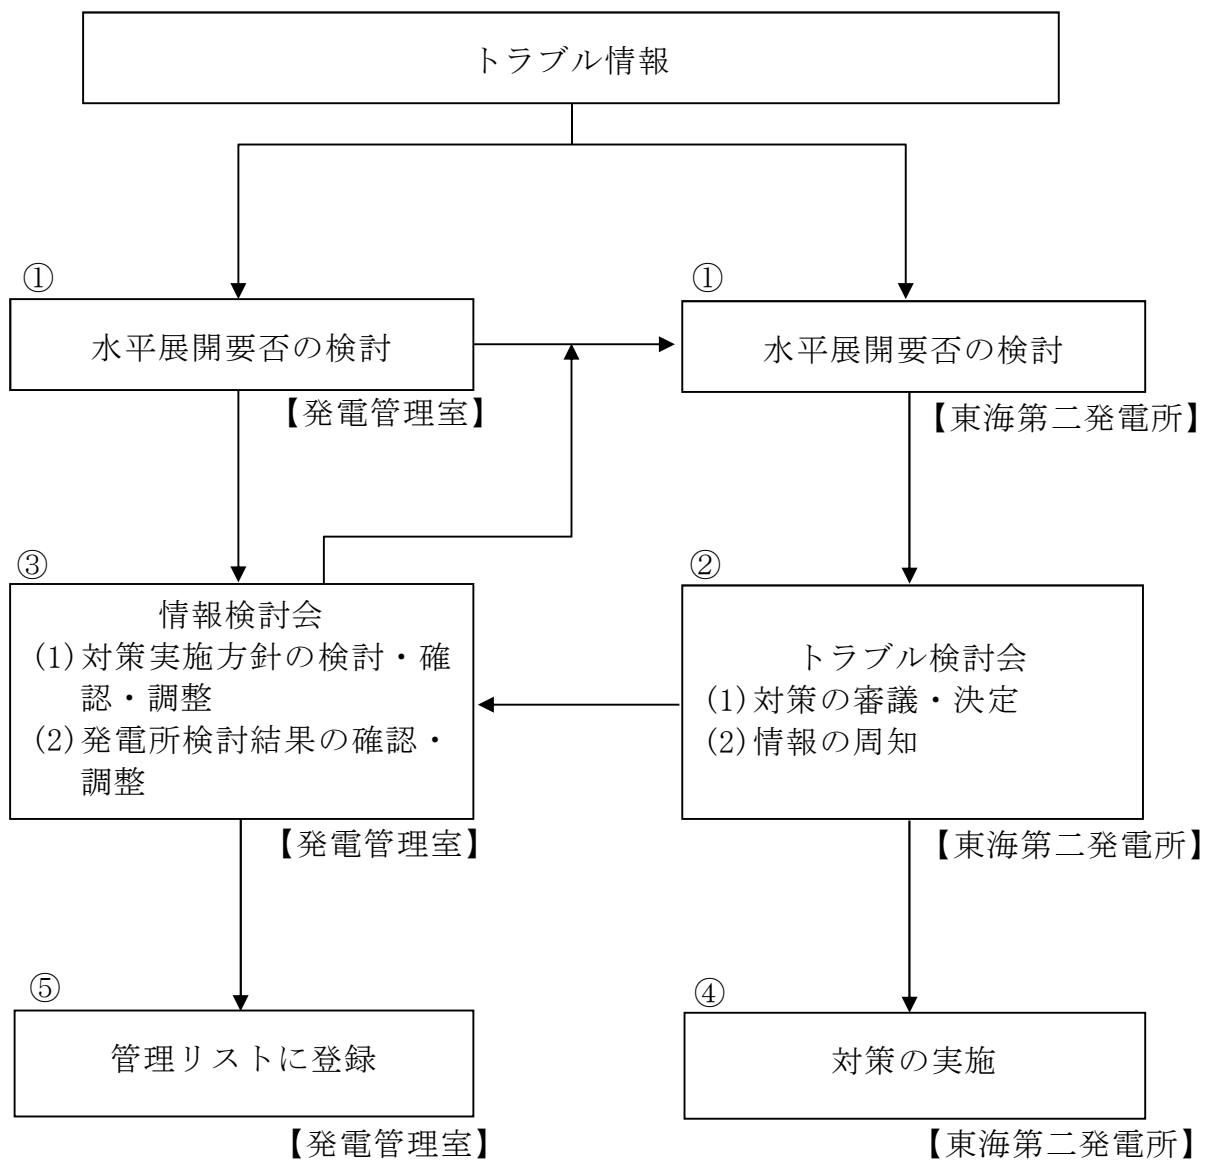 トラブル情報
①
水平展開要否の検討
【発電管理室】
①
水平展開要否の検討
【東海第二発電所】
③
情報検討会
(1)対策実施方針の検討・確
認・調整
(2)発電所検討結果の確認・
調整
【発電管理室】
②
トラブル検討会
(1)対策の審議・決定
(2)情報の周知
【東海第二発電所】
⑤
管理リストに登録
【発電管理室】
④
対策の実施
【東海第二発電所】